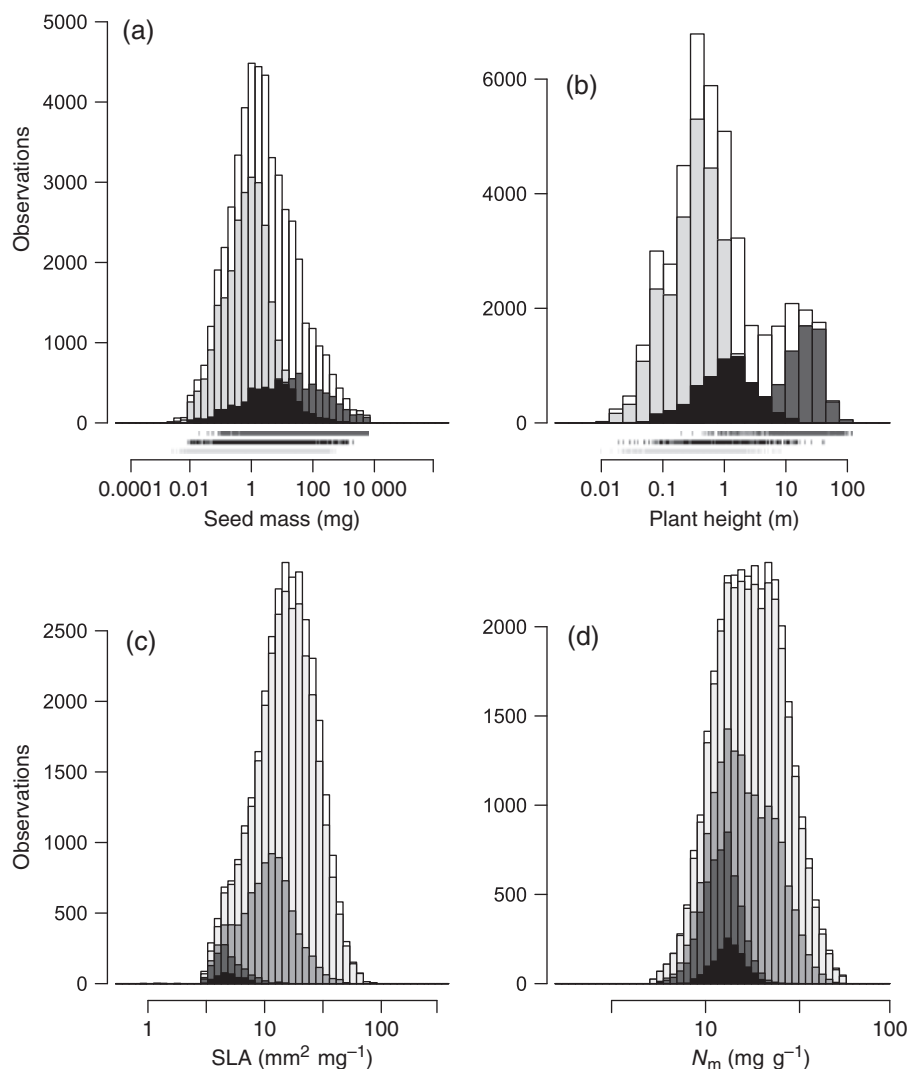 (a)
5000
4000
3000
2000
1000
0
Observations
0.0001 0.01 1 100 10 000
Seed mass (mg)
(b)
6000
4000
2000
0
0.01 0.1 1 10 100
Plant height (m)
(c)
2500
2000
1500
1000
500
0
Observations
1 10 100
SLA (mm² mg⁻¹)
(d)
2000
1500
1000
500
0
10 100
Nm (mg g⁻¹)